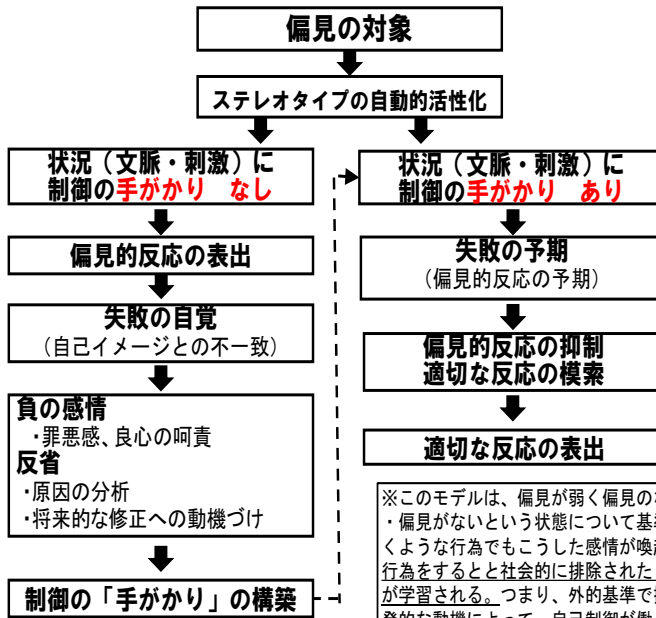 偏見の対象
ステレオタイプの自動的活性化
状況（文脈・刺激）に
制御の手がかり　なし
偏見的反応の表出
失敗の自覚
（自己イメージとの不一致）
負の感情
・罪悪感、良心の呵責
反省
・原因の分析
・将来的な修正への動機づけ
制御の「手がかり」の構築
状況（文脈・刺激）に
制御の手がかり　あり
失敗の予期
（偏見的反応の予期）
偏見的反応の抑制
適切な反応の模索
適切な反応の表出
※このモデルは、偏見が弱く偏見の
・偏見がないという状態について基
くような行為でもこうした感情が喚
行為をするとと社会的に排除された
が学習される。つまり、外的基準で